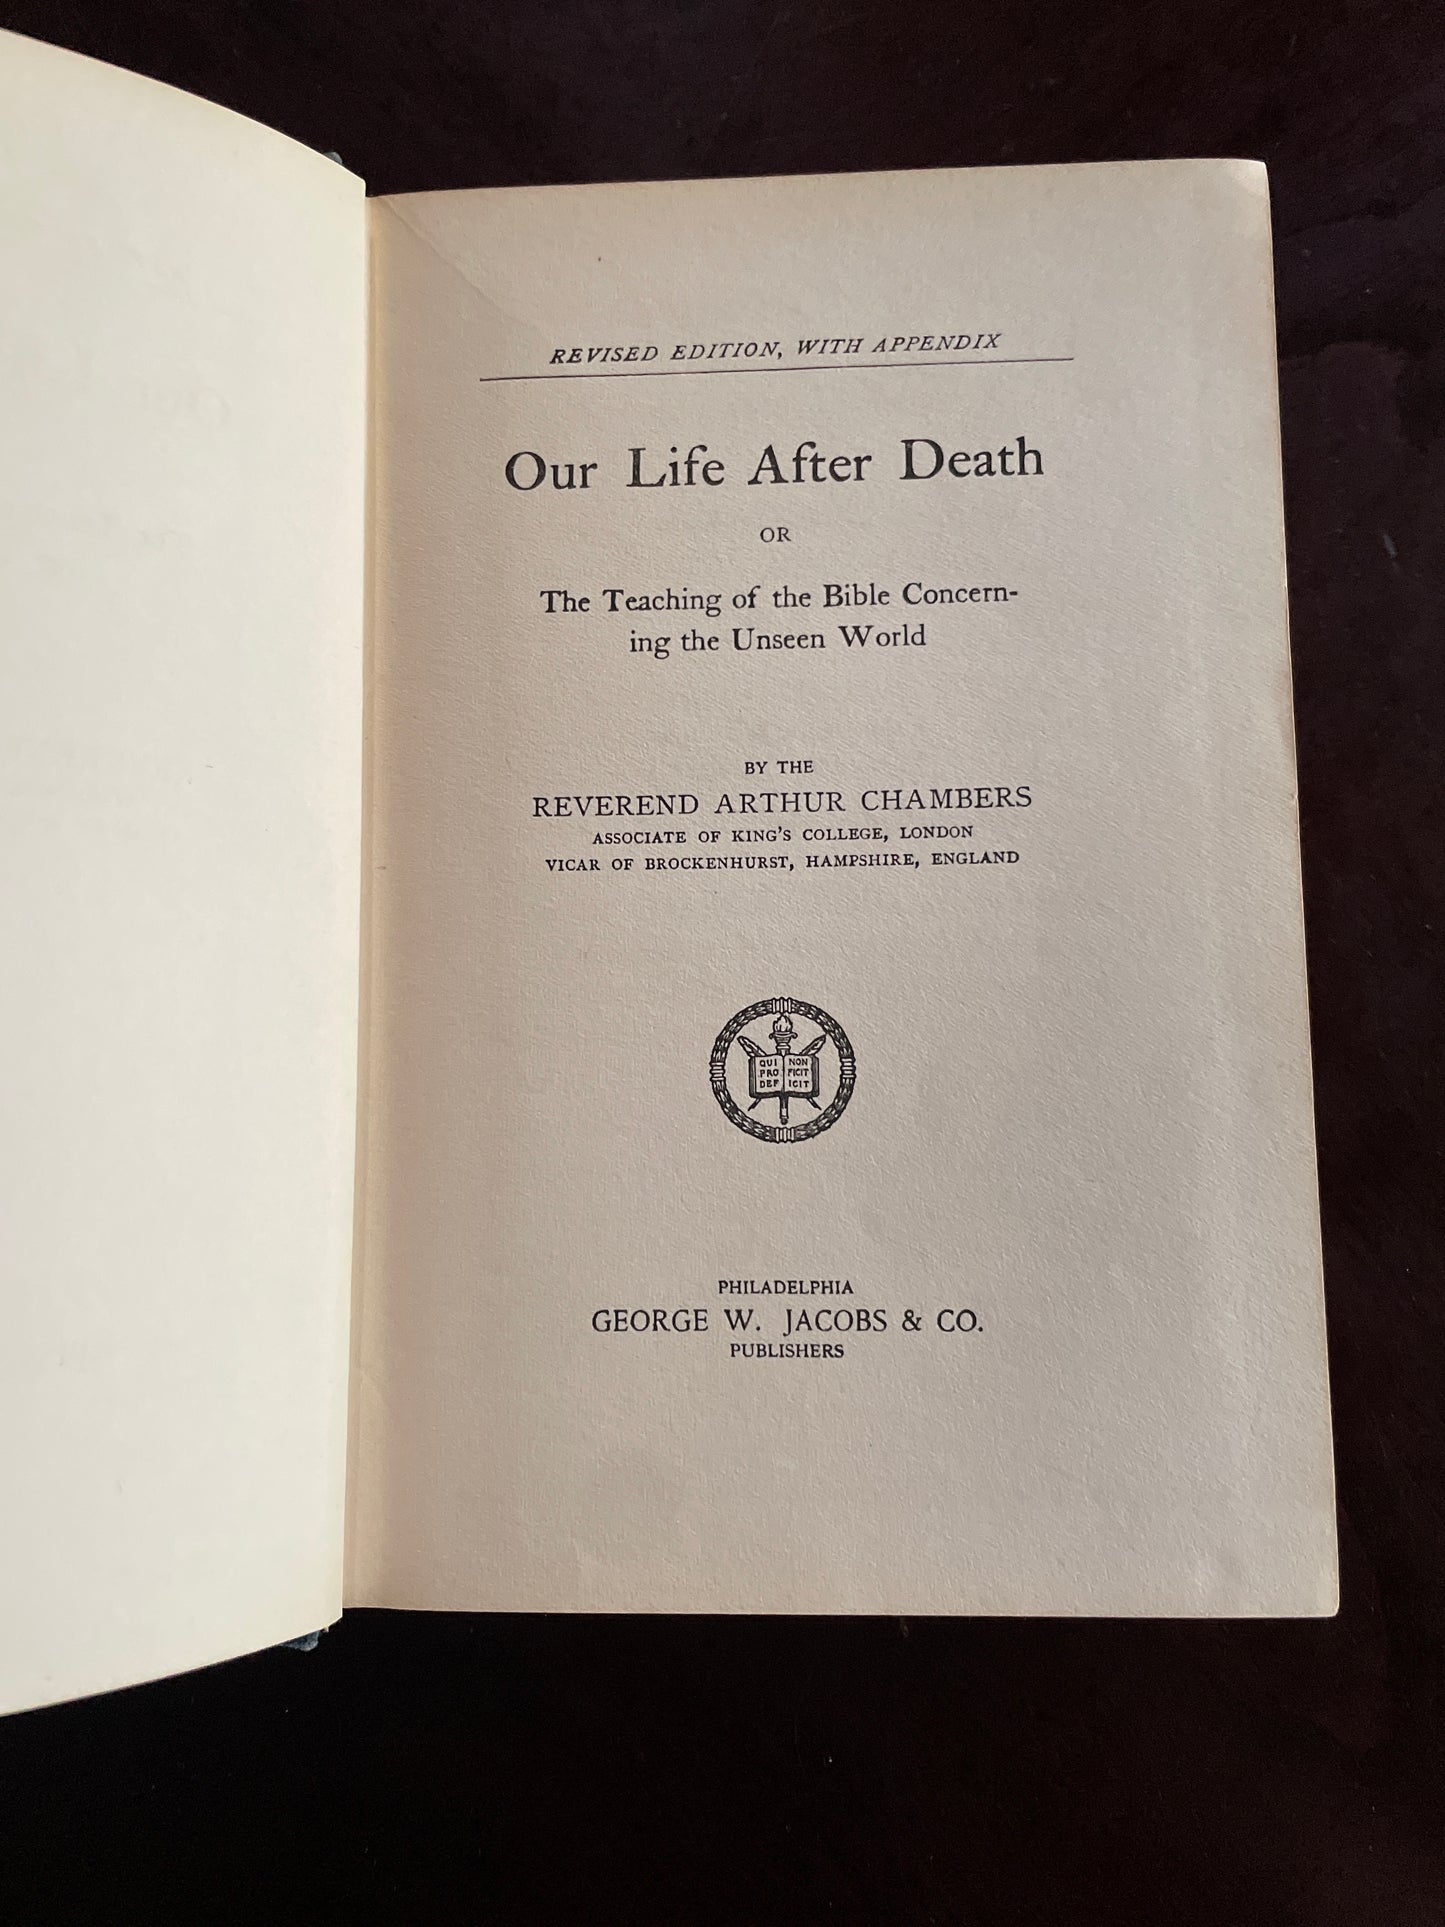 REVISED EDITION, WITH APPENDIX
Our Life After Death
OR
The Teaching of the Bible Concern-
ing the Unseen World
BY THE
REVEREND ARTHUR CHAMBERS
ASSOCIATE OF KING'S COLLEGE, LONDON
VICAR OF BROCKENHURST, HAMPSHIRE, ENGLAND
QUI NON
PRO FICIT
DEF ICIT
PHILADELPHIA
GEORGE W. JACOBS & CO.
PUBLISHERS